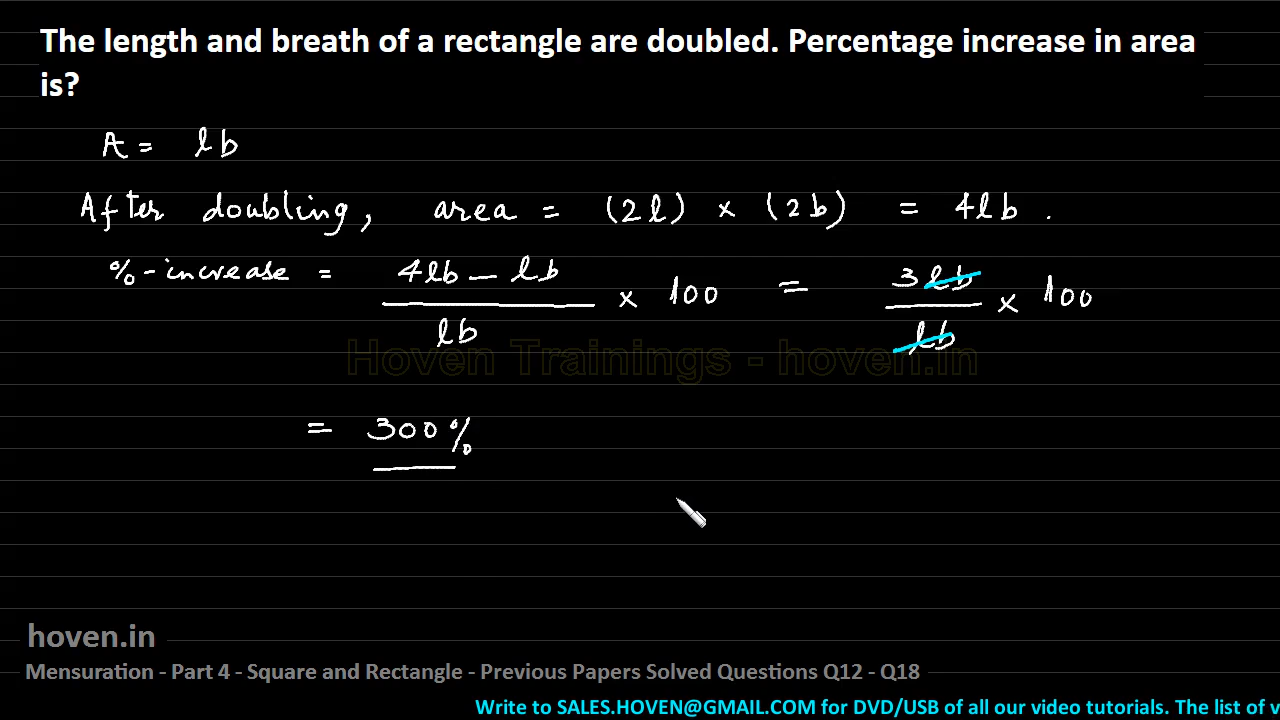 The length and breath of a rectangle are doubled. Percentage increase in area
is?
A = lb
After doubling, area = (2l) × (2b) = 4lb.
%-increase = 4lb - lb / lb × 100 = 3lb / lb × 100
Hoven Trainings - hoven.in
= 300%
hoven.in
Mensuration - Part 4 - Square and Rectangle - Previous Papers Solved Questions Q12 - Q18
Write to SALES.HOVEN@GMAIL.COM for DVD/USB of all our video tutorials. The list of v